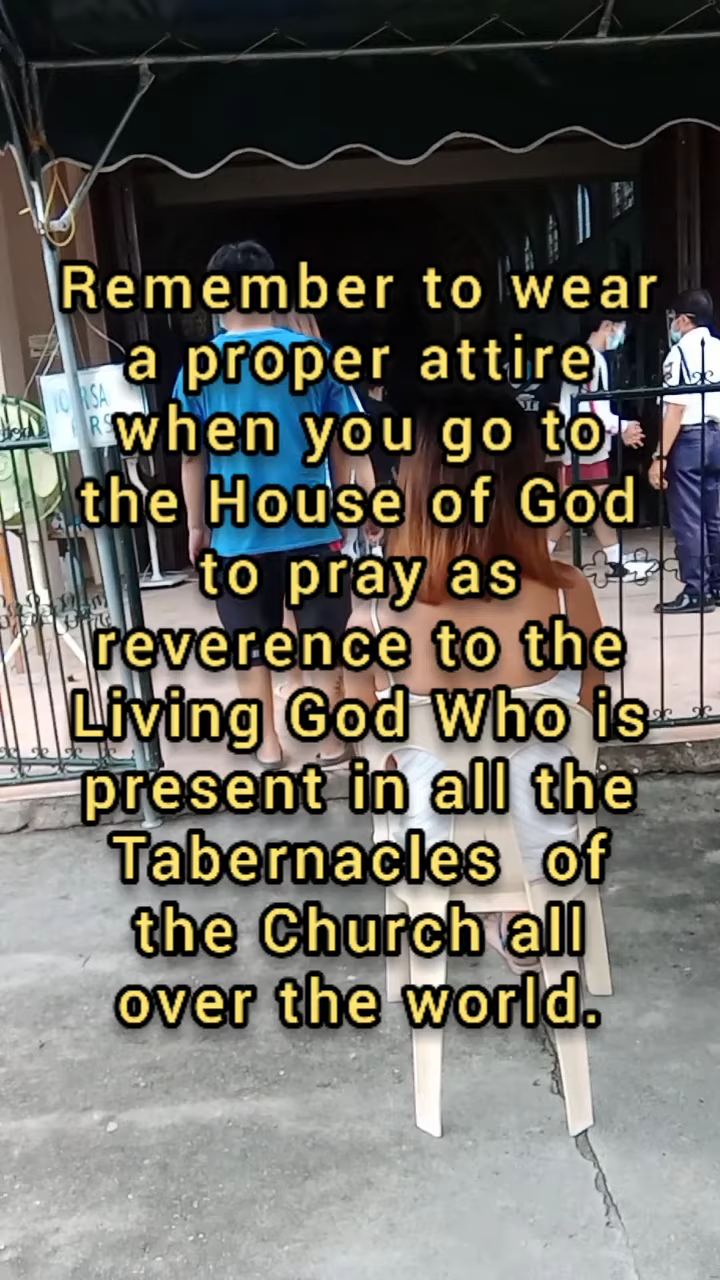 Remember to wear
a proper attire
when you go to
the House of God
to pray as
reverence to the
Living God Who is
present in all the
Tabernacles of
the Church all
over the world.